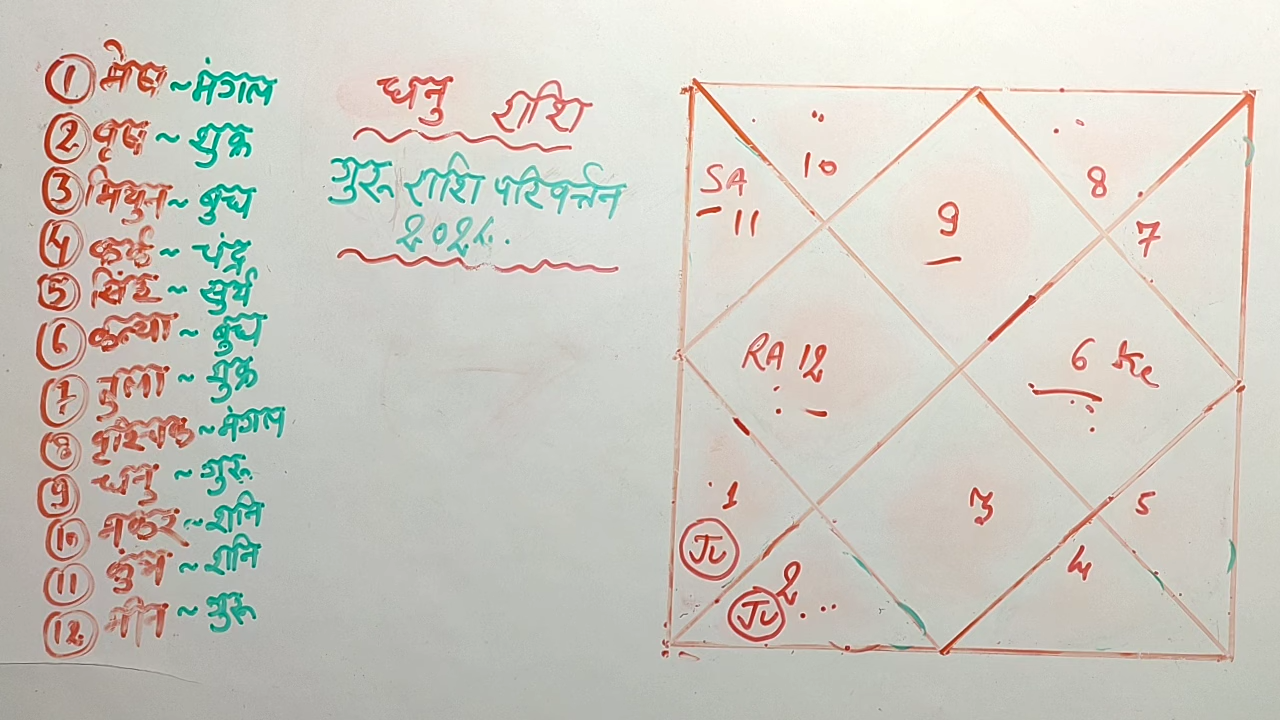 ① मेष ~ मंगल
② वृष ~ शुक्र
③ मिथुन ~ बुध
④ कर्क ~ चंद्र
⑤ सिंह ~ सुर्य
⑥ कन्या ~ बुध
⑦ तुला ~ शुक्र
⑧ वृश्चिक ~ मंगल
⑨ धनु ~ गुरू
⑩ मकर ~ शनि
⑪ कुंभ ~ शनि
⑫ मीन ~ गुरू
धनु राशि
गुरू राशि परिवर्तन
२०२४.
10
8
SA
11
9
7
RA 12
6 Ke
1
JU
3
5
4
2
JU